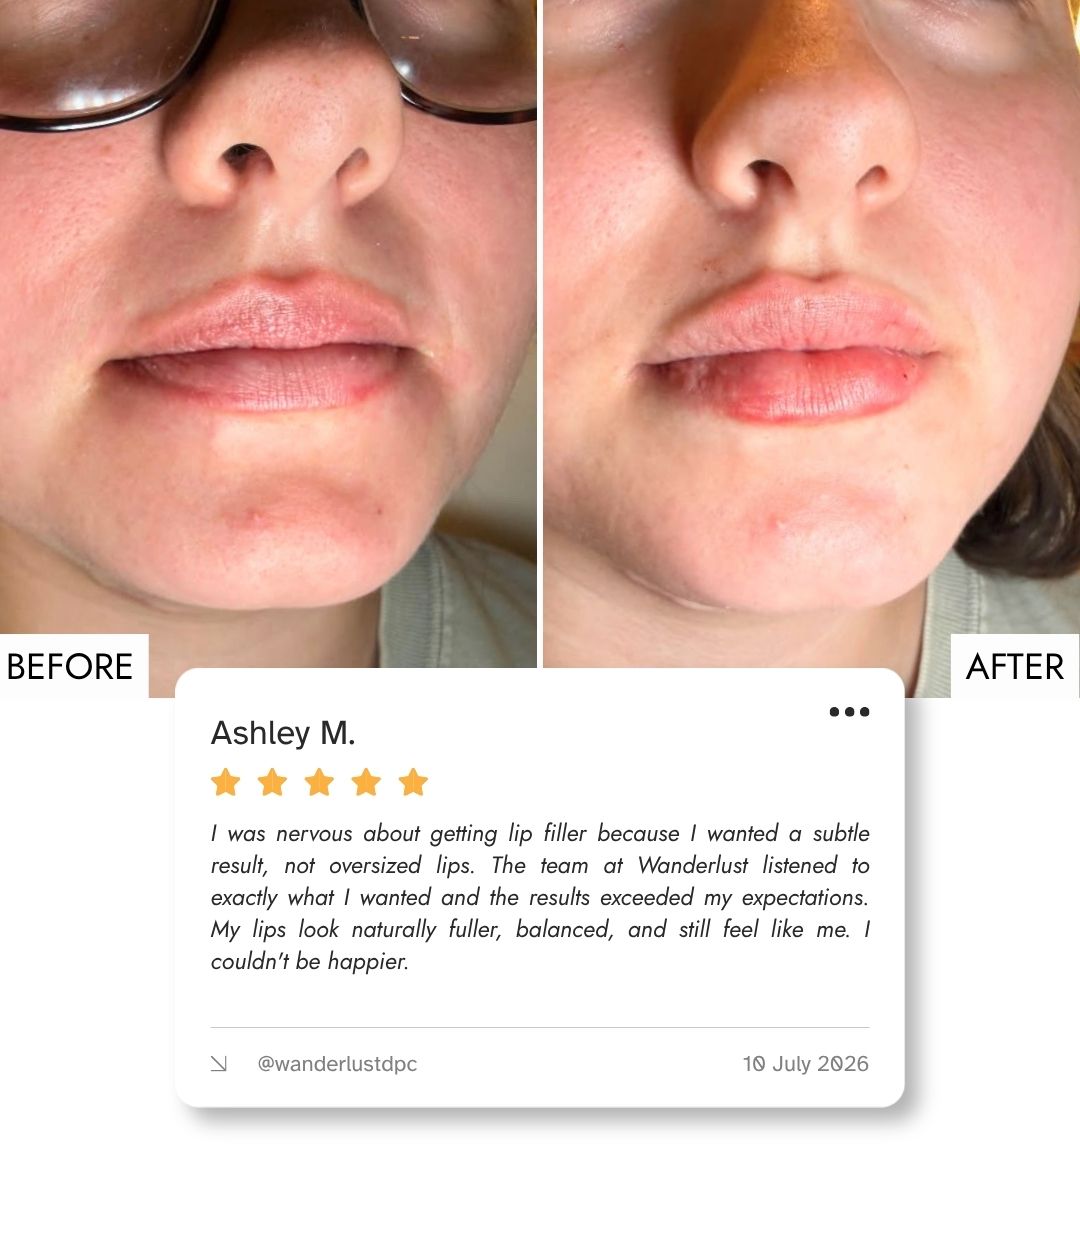 BEFORE
AFTER
Ashley M.
I was nervous about getting lip filler because I wanted a subtle
result, not oversized lips. The team at Wanderlust listened to
exactly what I wanted and the results exceeded my expectations.
My lips look naturally fuller, balanced, and still feel like me. I
couldn't be happier.
@wanderlustdpc
10 July 2026